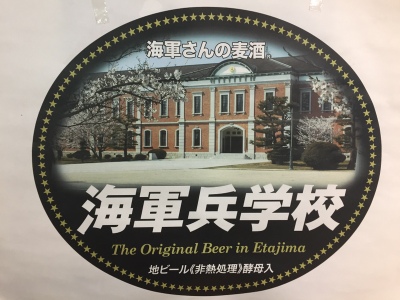 海軍さんの麦酒
海軍兵学校
The Original Beer in Etajima
地ビール《非熱処理》酵母入